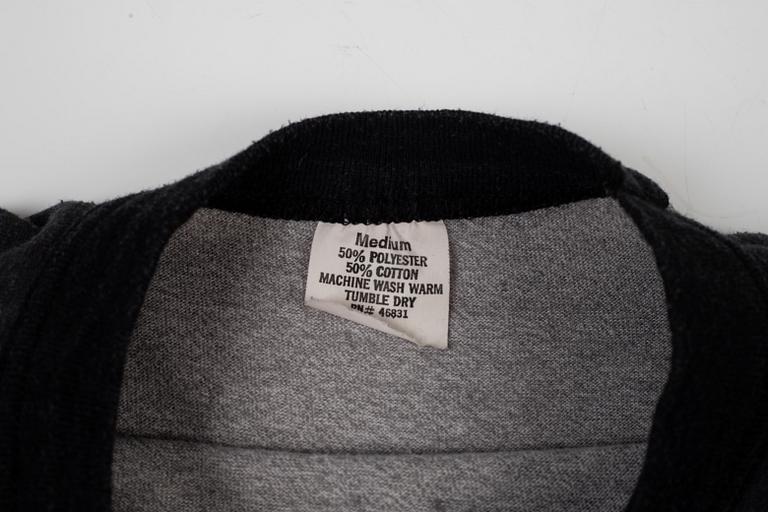 Medium
50% POLYESTER
50% COTTON
MACHINE WASH WARM
TUMBLE DRY
RN# 46831